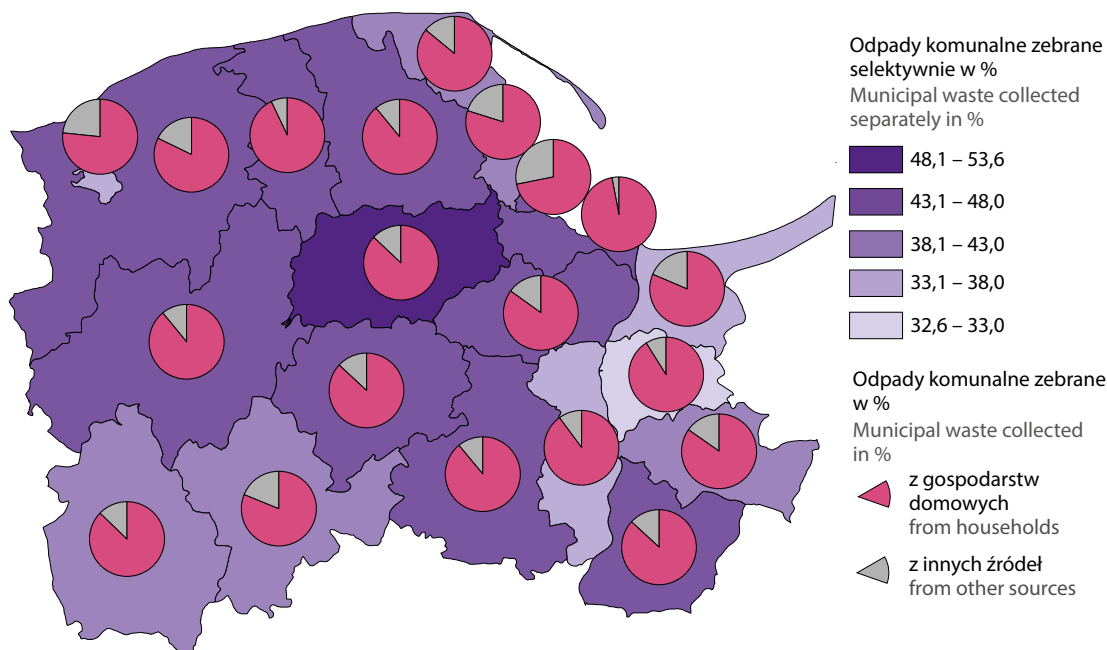 Odpady komunalne zebrane
selektywnie w %
Municipal waste collected
separately in %
48,1 – 53,6
43,1 – 48,0
38,1 – 43,0
33,1 – 38,0
32,6 – 33,0
Odpady komunalne zebrane
w %
Municipal waste collected
in %
z gospodarstw
domowych
from households
z innych źródeł
from other sources